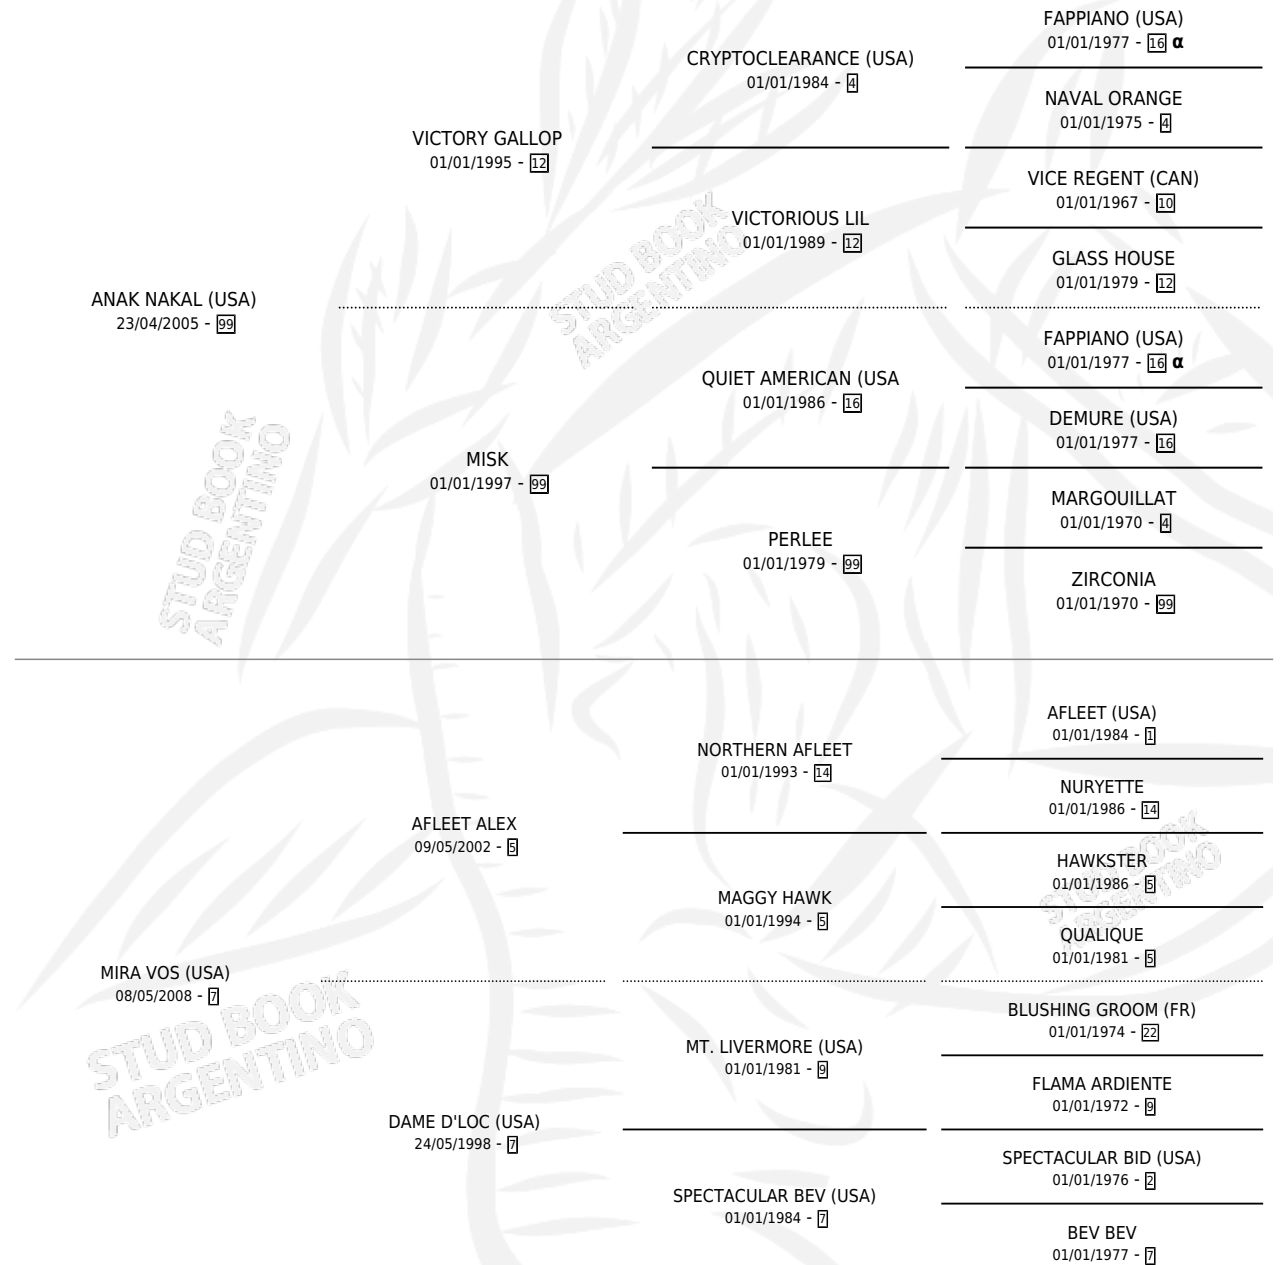 FAPPIANO (USA)
01/01/1977 - 16 α
CRYPTOCLEARANCE (USA)
01/01/1984 - 4
NAVAL ORANGE
01/01/1975 - 4
VICTORY GALLOP
01/01/1995 - 12
VICE REGENT (CAN)
01/01/1967 - 10
VICTORIOUS LIL
01/01/1989 - 12
GLASS HOUSE
01/01/1979 - 12
ANAK NAKAL (USA)
23/04/2005 - 99
FAPPIANO (USA)
01/01/1977 - 16 α
QUIET AMERICAN (USA
01/01/1986 - 16
DEMURE (USA)
01/01/1977 - 16
MISK
01/01/1997 - 99
MARGOUILLAT
01/01/1970 - 4
PERLEE
01/01/1979 - 99
ZIRCONIA
01/01/1970 - 99
AFLEET (USA)
01/01/1984 - 1
NORTHERN AFLEET
01/01/1993 - 14
NURYETTE
01/01/1986 - 14
AFLEET ALEX
09/05/2002 - 5
HAWKSTER
01/01/1986 - 5
MAGGY HAWK
01/01/1994 - 5
QUALIQUE
01/01/1981 - 5
MIRA VOS (USA)
08/05/2008 - 7
BLUSHING GROOM (FR)
01/01/1974 - 22
MT. LIVERMORE (USA)
01/01/1981 - 9
FLAMA ARDIENTE
01/01/1972 - 9
DAME D'LOC (USA)
24/05/1998 - 7
SPECTACULAR BID (USA)
01/01/1976 - 2
SPECTACULAR BEV (USA)
01/01/1984 - 7
BEV BEV
01/01/1977 - 7
STUD BOOK
ARGENTINO
STUD BOOK
ARGENTINO
STUD BOOK
ARGENTINO
STUD BOOK
ARGENTINO